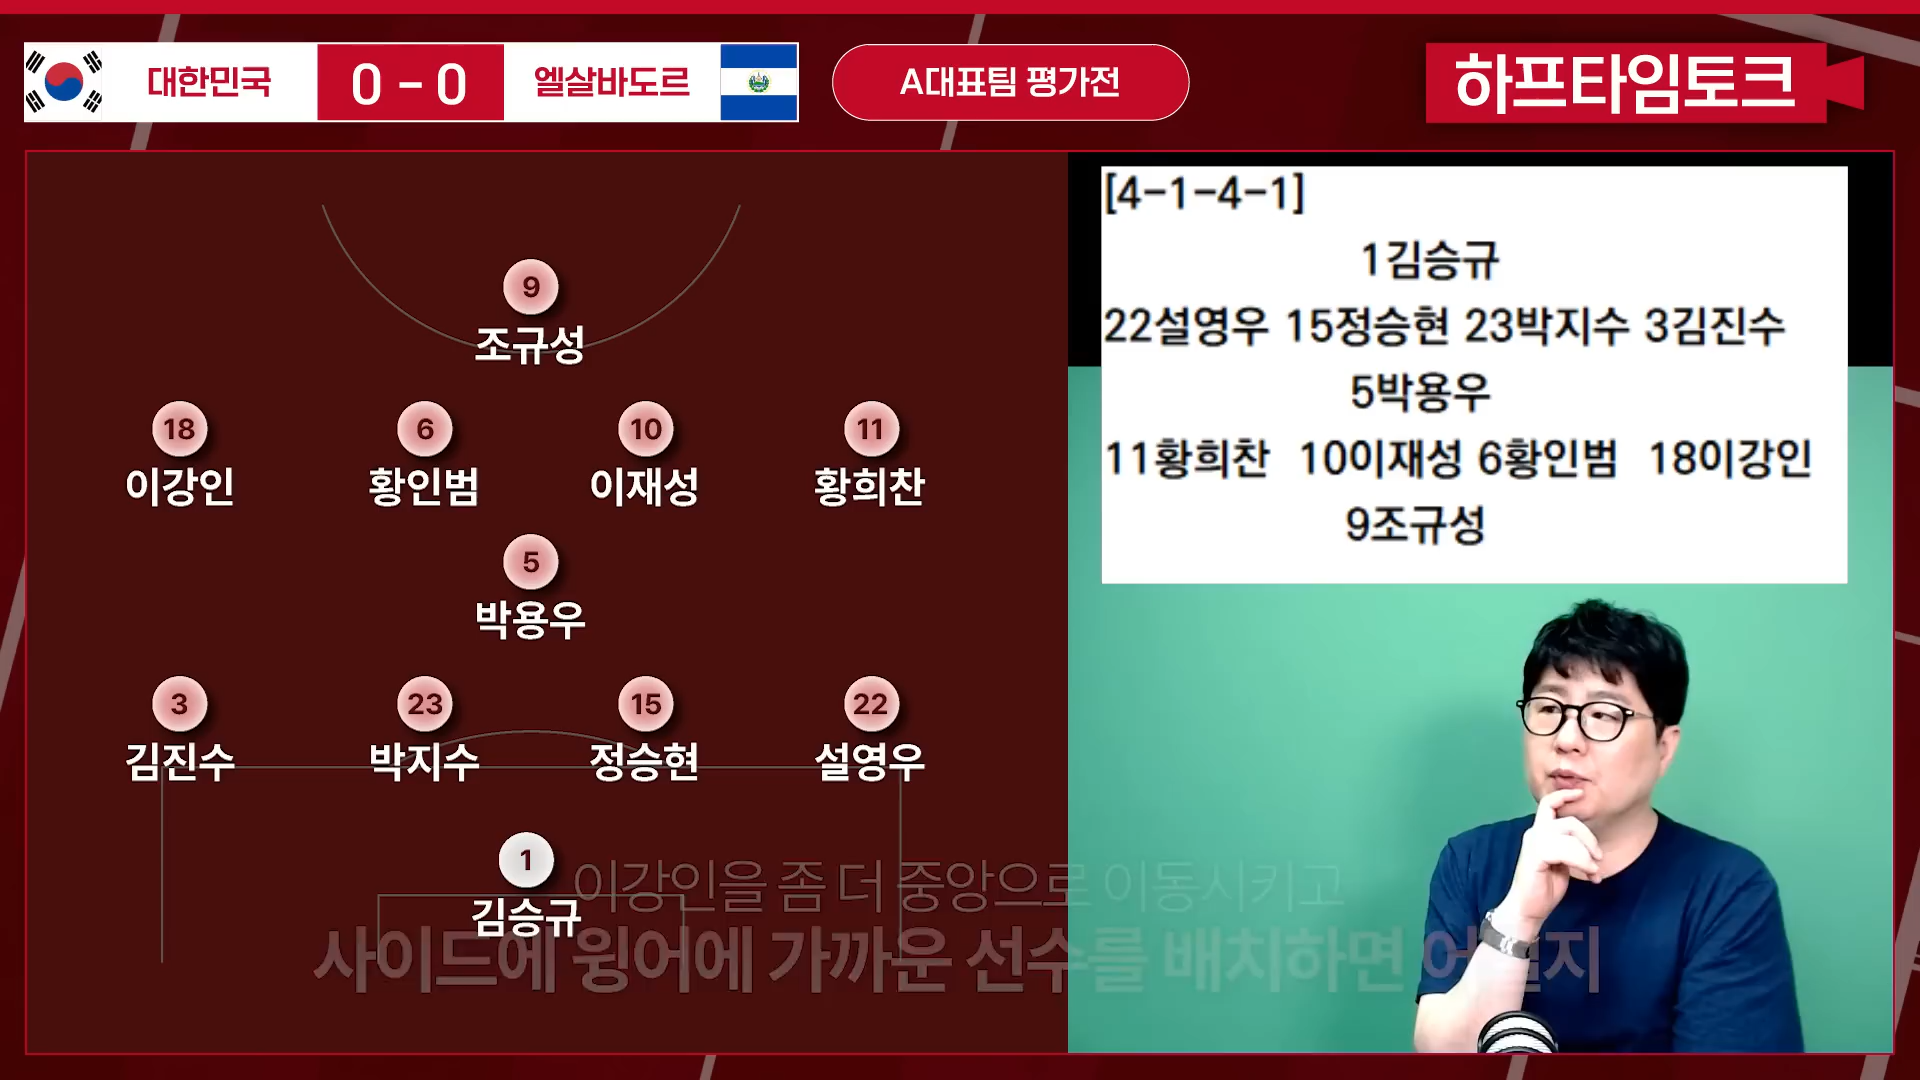 대한민국 0 - 0 엘살바도르
A대표팀 평가전
하프타임토크
9
조규성
18 6 10 11
이강인 황인범 이재성 황희찬
5
박용우
3 23 15 22
김진수 박지수 정승현 설영우
1
김승규
[4-1-4-1]
1김승규
22설영우 15정승현 23박지수 3김진수
5박용우
11황희찬 10이재성 6황인범 18이강인
9조규성
이강인을 좀 더 중앙으로 이동시키고
사이드에 윙어에 가까운 선수를 배치하면